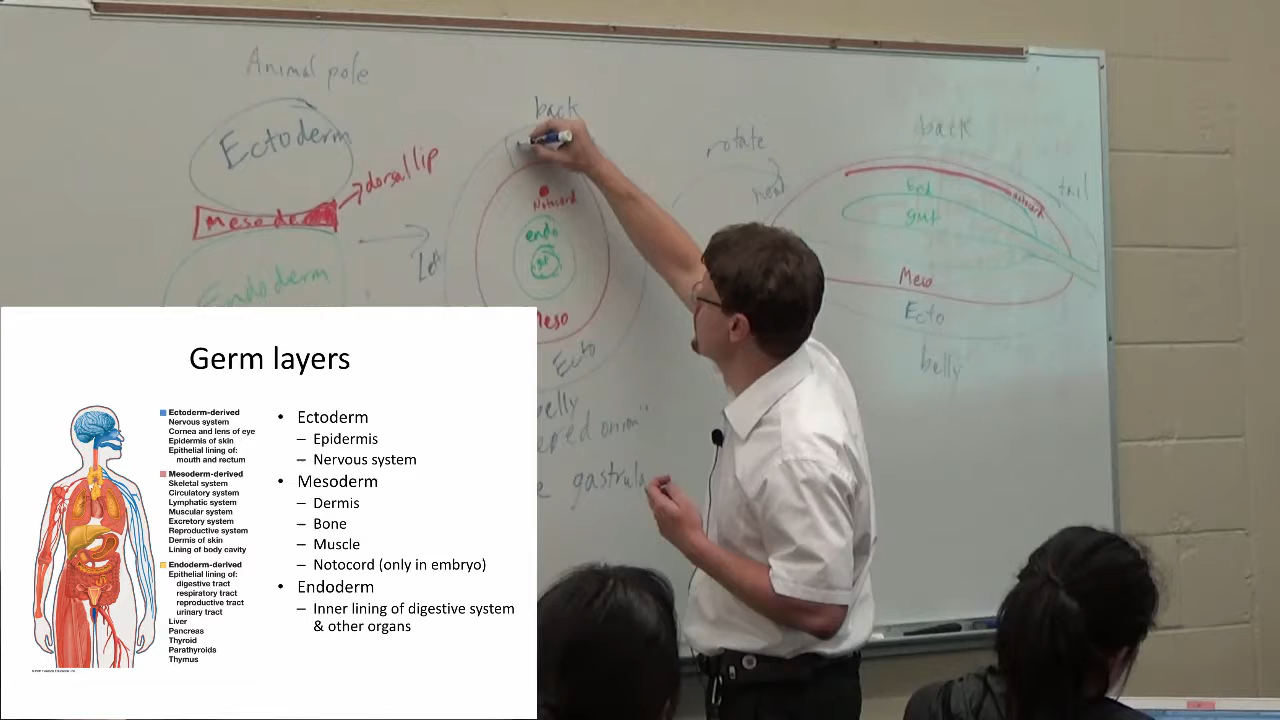 Animal pole
Ectoderm
Mesoderm
dorsal lip
Endoderm
back
Notocord
endo
gut
Meso
Ecto
belly
gastrula
rotate
back
head
tail
notocord
gut
Meso
Ecto
belly
Germ layers
Ectoderm-derived
Nervous system
Cornea and lens of eye
Epidermis of skin
Epithelial lining of:
mouth and rectum
Mesoderm-derived
Skeletal system
Circulatory system
Lymphatic system
Muscular system
Excretory system
Reproductive system
Dermis of skin
Lining of body cavity
Endoderm-derived
Epithelial lining of:
digestive tract
respiratory tract
reproductive tract
urinary tract
Liver
Pancreas
Thyroid
Parathyroids
Thymus
• Ectoderm
– Epidermis
– Nervous system
• Mesoderm
– Dermis
– Bone
– Muscle
– Notocord (only in embryo)
• Endoderm
– Inner lining of digestive system
& other organs